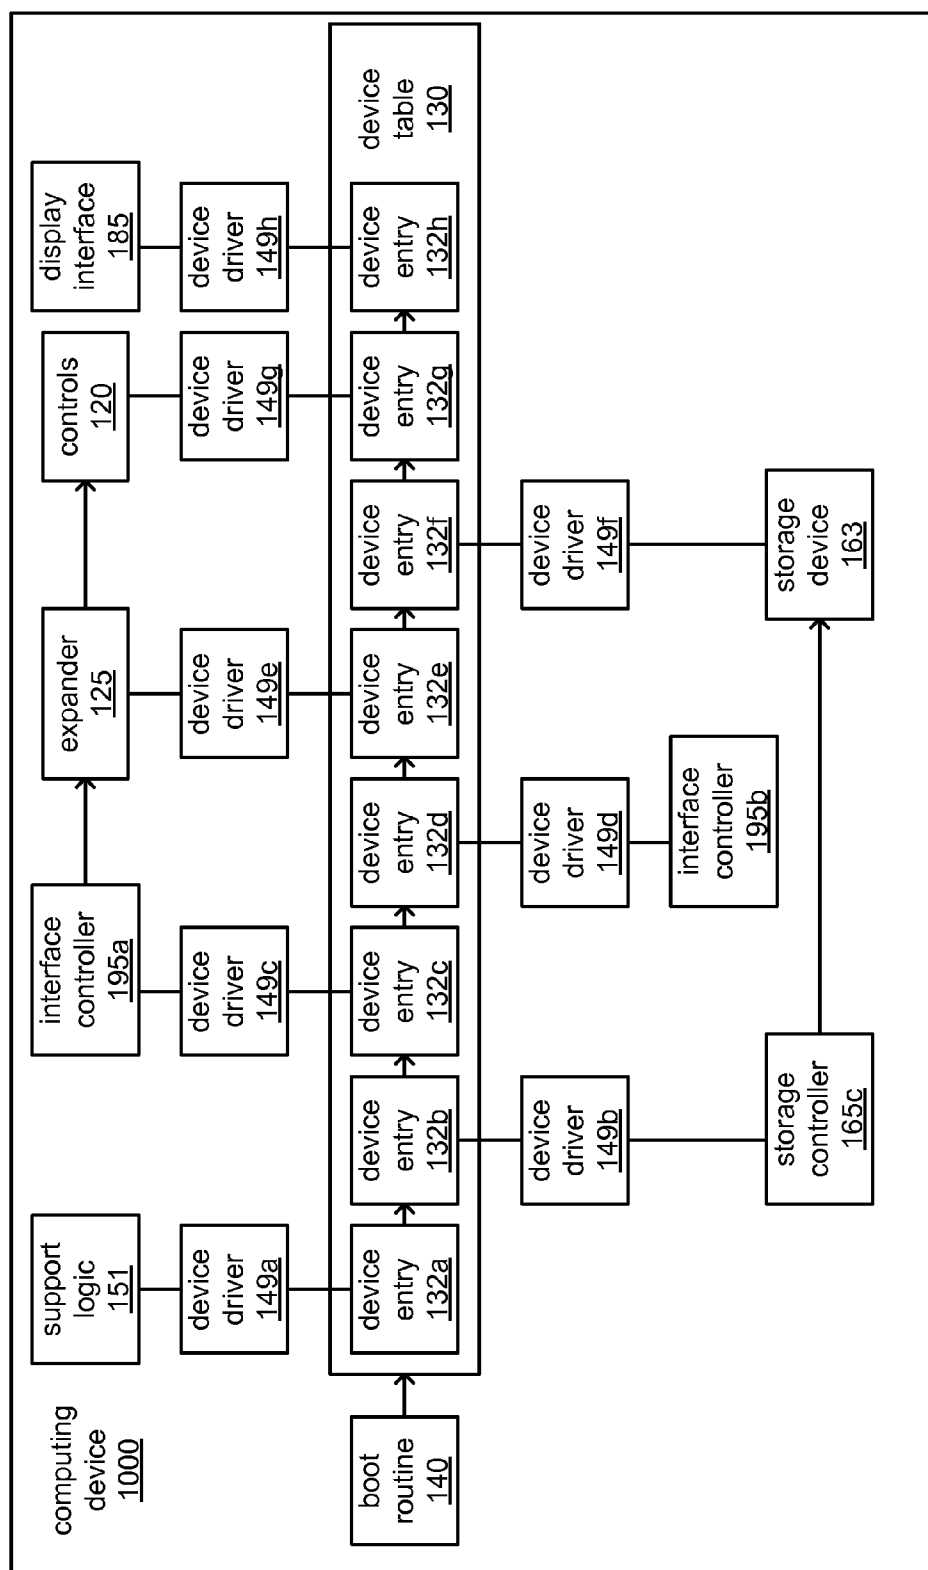 computing
device
1000
support
logic
151
interface
controller
195a
expander
125
controls
120
display
interface
185
device
driver
149a
device
driver
149c
device
driver
149e
device
driver
149g
device
driver
149h
boot
routine
140
device
entry
132a
device
entry
132b
device
entry
132c
device
entry
132d
device
entry
132e
device
entry
132f
device
entry
132g
device
entry
132h
device
table
130
device
driver
149b
device
driver
149d
device
driver
149f
interface
controller
195b
storage
controller
165c
storage
device
163